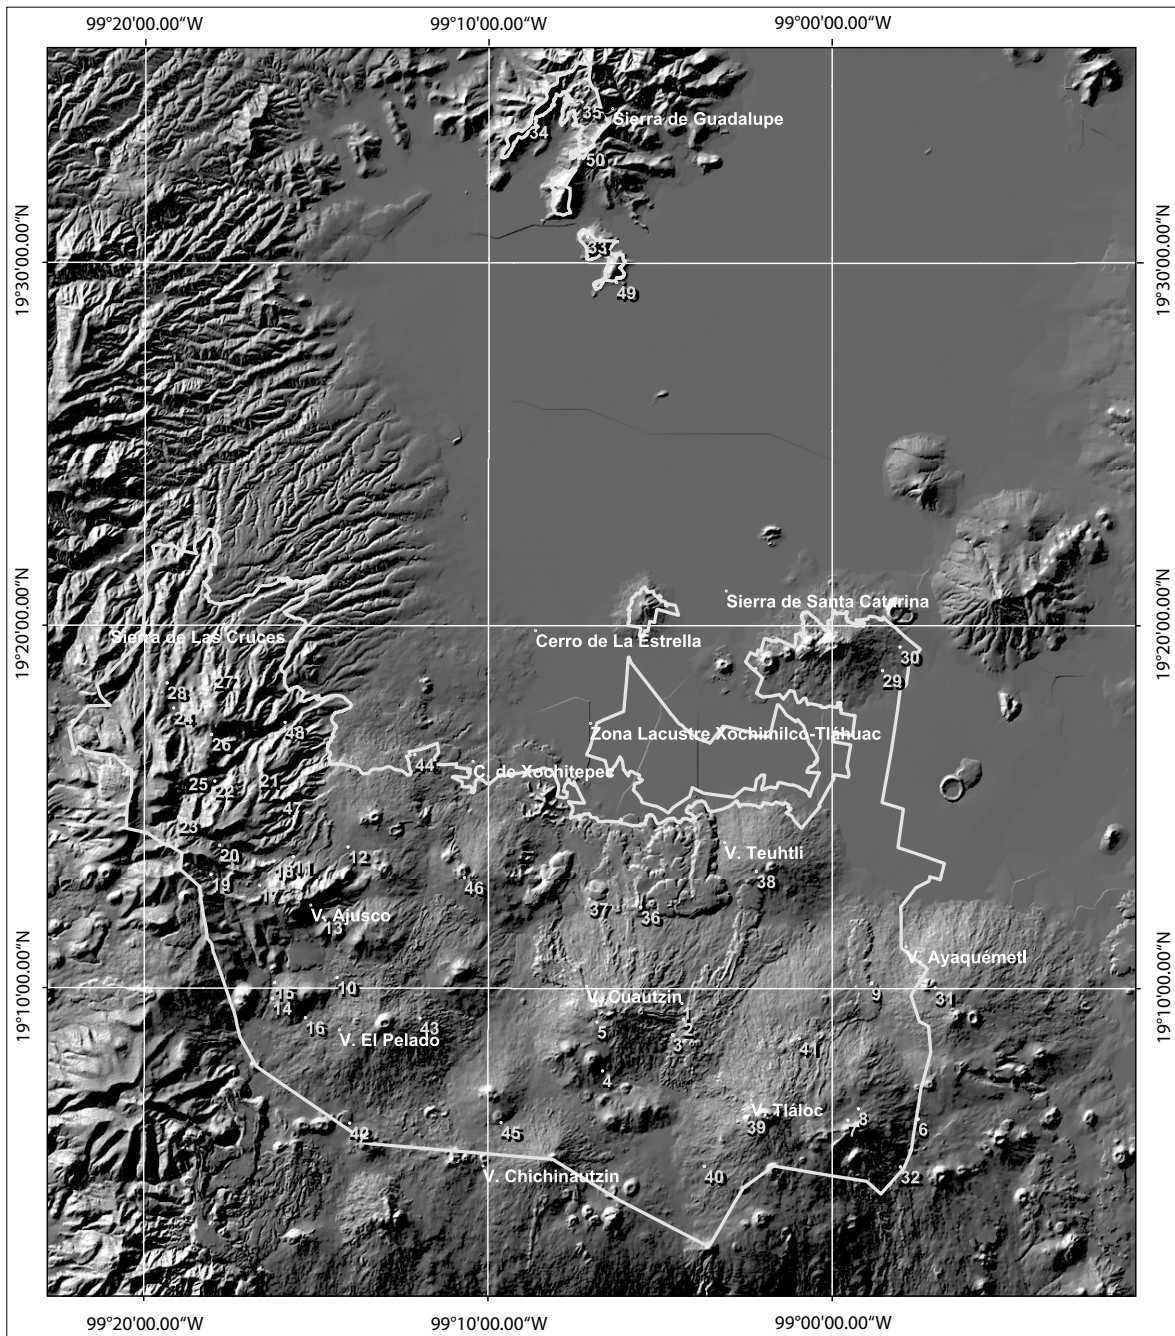 99°20'00.00“W
99°10'00.00“W
99°00'00.00“W
35
Sierra de Guadalupe
34
50
19°30'00.00“N
33
19°30'00.00“N
49
Sierra de Santa Catarina
19°20'00.00“N
Sierra de Las Cruces
Cerro de La Estrella
19°20'00.00“N
30
29
28
27
24
Zona Lacustre Xochimilco-Tláhuac
48
26
44
C. de Xochitepec
25
22
21
47
23
20
12
V. Teuhtli
18
11
19
17
46
38
37
36
V. Ajusco
13
V. Ayaquémetl
19°10'00.00“N
19°10'00.00“N
15
10
V. Cuautzin
9
31
14
1
16
43
5
2
V. El Pelado
3
41
4
V. Tláloc
8
42
45
39
7
6
V. Chichinautzin
40
32
99°20'00.00“W
99°10'00.00“W
99°00'00.00“W